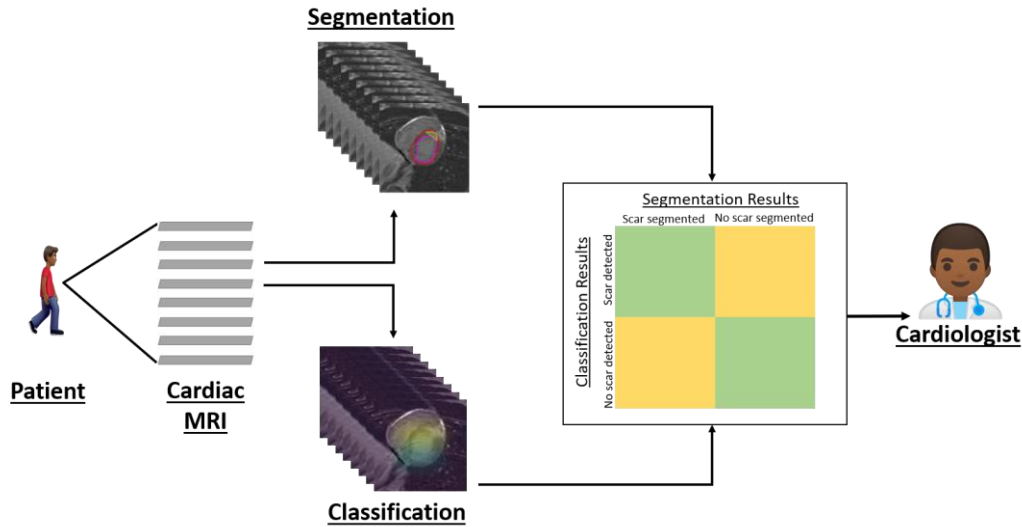 Segmentation
Patient
Cardiac
MRI
Classification
Segmentation Results
Scar segmented No scar segmented
Classification Results
Scar detected
No scar detected
Cardiologist